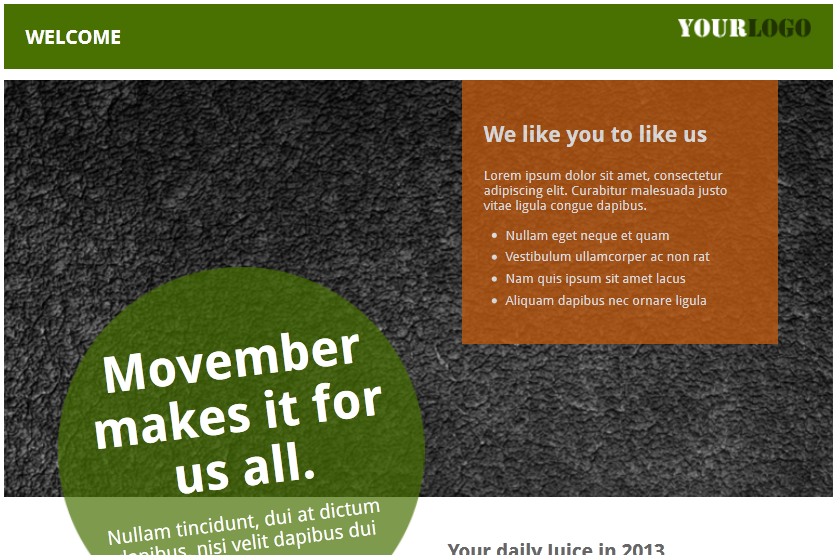 WELCOME
YOURLOGO
We like you to like us
Lorem ipsum dolor sit amet, consectetur
adipiscing elit. Curabitur malesuada justo
vitae ligula congue dapibus.
Nullam eget neque et quam
Vestibulum ullamcorper ac non rat
Nam quis ipsum sit amet lacus
Aliquam dapibus nec ornare ligula
Movember
makes it for
us all.
Nullam tincidunt, dui at dictum
dapibus, nisi velit dapibus dui
Your daily Juice in 2013